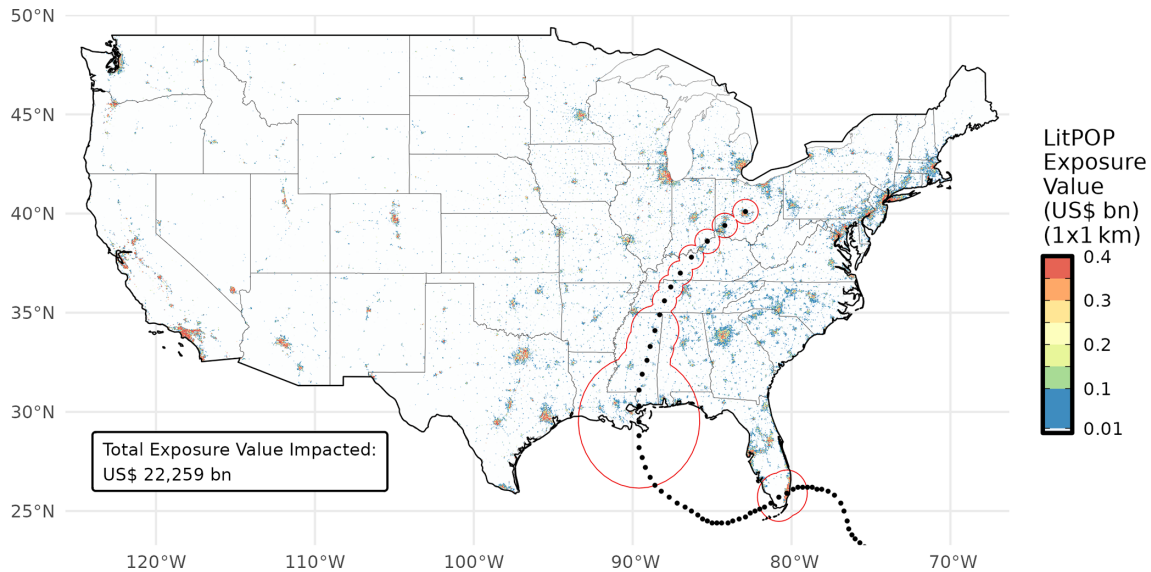 50°N
45°N
40°N
35°N
30°N
25°N
120°W 110°W 100°W 90°W 80°W 70°W
Total Exposure Value Impacted:
US$ 22,259 bn
LitPOP
Exposure
Value
(US$ bn)
(1x1 km)
0.4
0.3
0.2
0.1
0.01